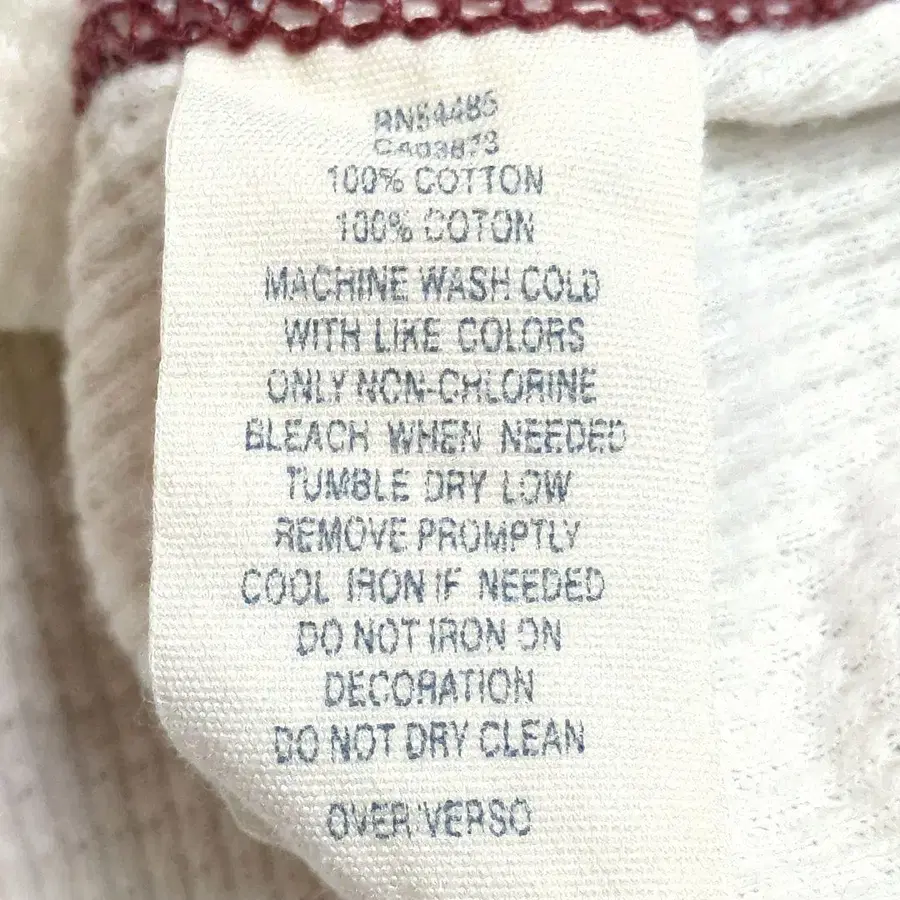 RN54485
100% COTTON
100% COTON
MACHINE WASH COLD
WITH LIKE COLORS
ONLY NON-CHLORINE
BLEACH WHEN NEEDED
TUMBLE DRY LOW
REMOVE PROMPTLY
COOL IRON IF NEEDED
DO NOT IRON ON
DECORATION
DO NOT DRY CLEAN
OVER/VERSO